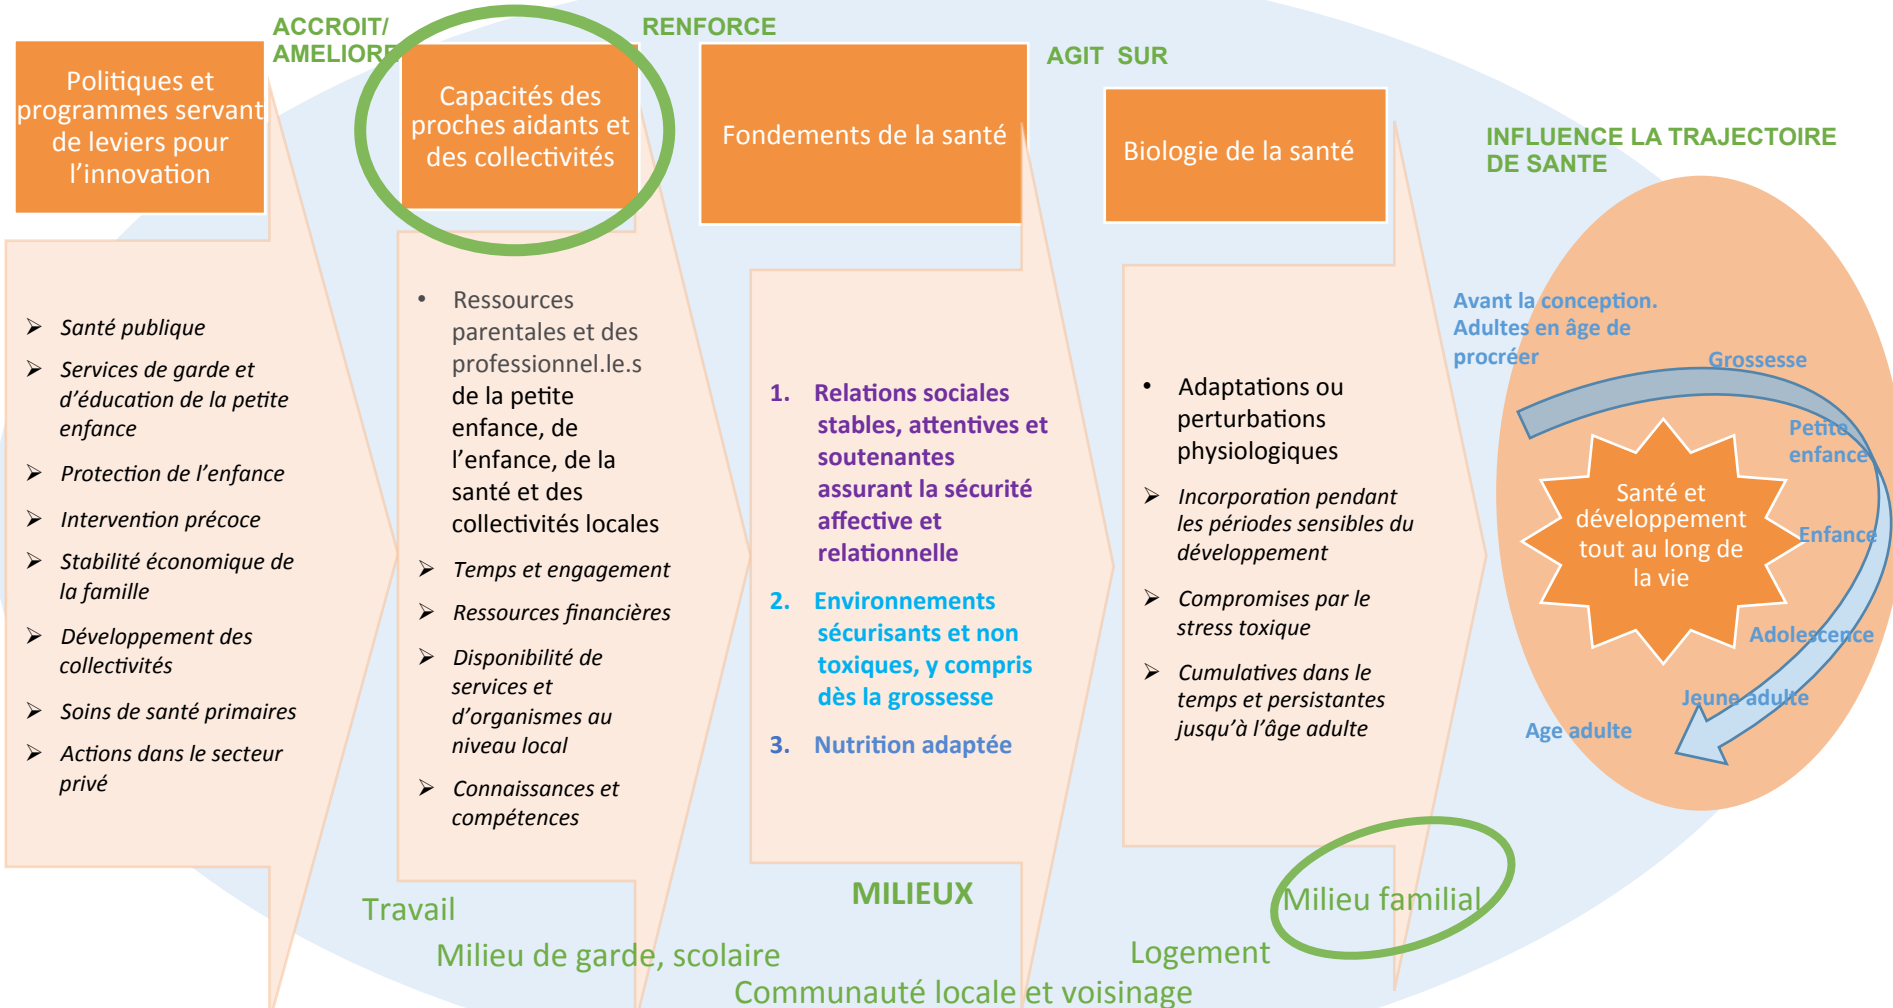 ACCROIT/
AMELIORE
RENFORCE
AGIT SUR
INFLUENCE LA TRAJECTOIRE
DE SANTE
Politiques et
programmes servant
de leviers pour
l'innovation
Capacités des
proches aidants et
des collectivités
Fondements de la santé
Biologie de la santé
➢ Santé publique
➢ Services de garde et
d'éducation de la petite
enfance
➢ Protection de l'enfance
➢ Intervention précoce
➢ Stabilité économique de
la famille
➢ Développement des
collectivités
➢ Soins de santé primaires
➢ Actions dans le secteur
privé
• Ressources
parentales et des
professionnel.le.s
de la petite
enfance, de
l'enfance, de la
santé et des
collectivités locales
➢ Temps et engagement
➢ Ressources financières
➢ Disponibilité de
services et
d'organismes au
niveau local
➢ Connaissances et
compétences
1. Relations sociales
stables, attentives et
soutenantes
assurant la sécurité
affective et
relationnelle
2. Environnements
sécurisants et non
toxiques, y compris
dès la grossesse
3. Nutrition adaptée
• Adaptations ou
perturbations
physiologiques
➢ Incorporation pendant
les périodes sensibles du
développement
➢ Compromises par le
stress toxique
➢ Cumulatives dans le
temps et persistantes
jusqu'à l'âge adulte
Avant la conception.
Adultes en âge de
procréer
Grossesse
Petite
enfance
Enfance
Adolescence
Jeune adulte
Age adulte
Santé et
développement
tout au long de
la vie
MILIEUX
Travail
Milieu de garde, scolaire
Communauté locale et voisinage
Logement
Milieu familial